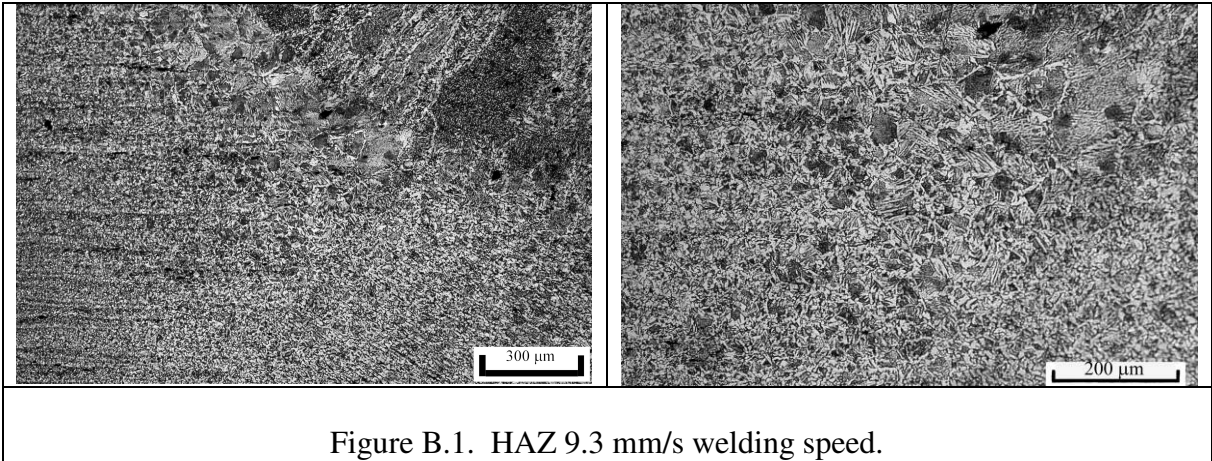 300 μm
200 μm
Figure B.1.  HAZ 9.3 mm/s welding speed.